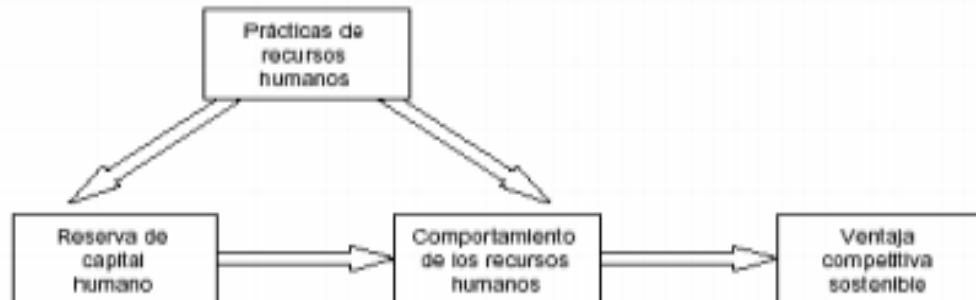 Prácticas de
recursos
humanos
Reserva de
capital
humano
Comportamiento
de los recursos
humanos
Ventaja
competitiva
sostenible